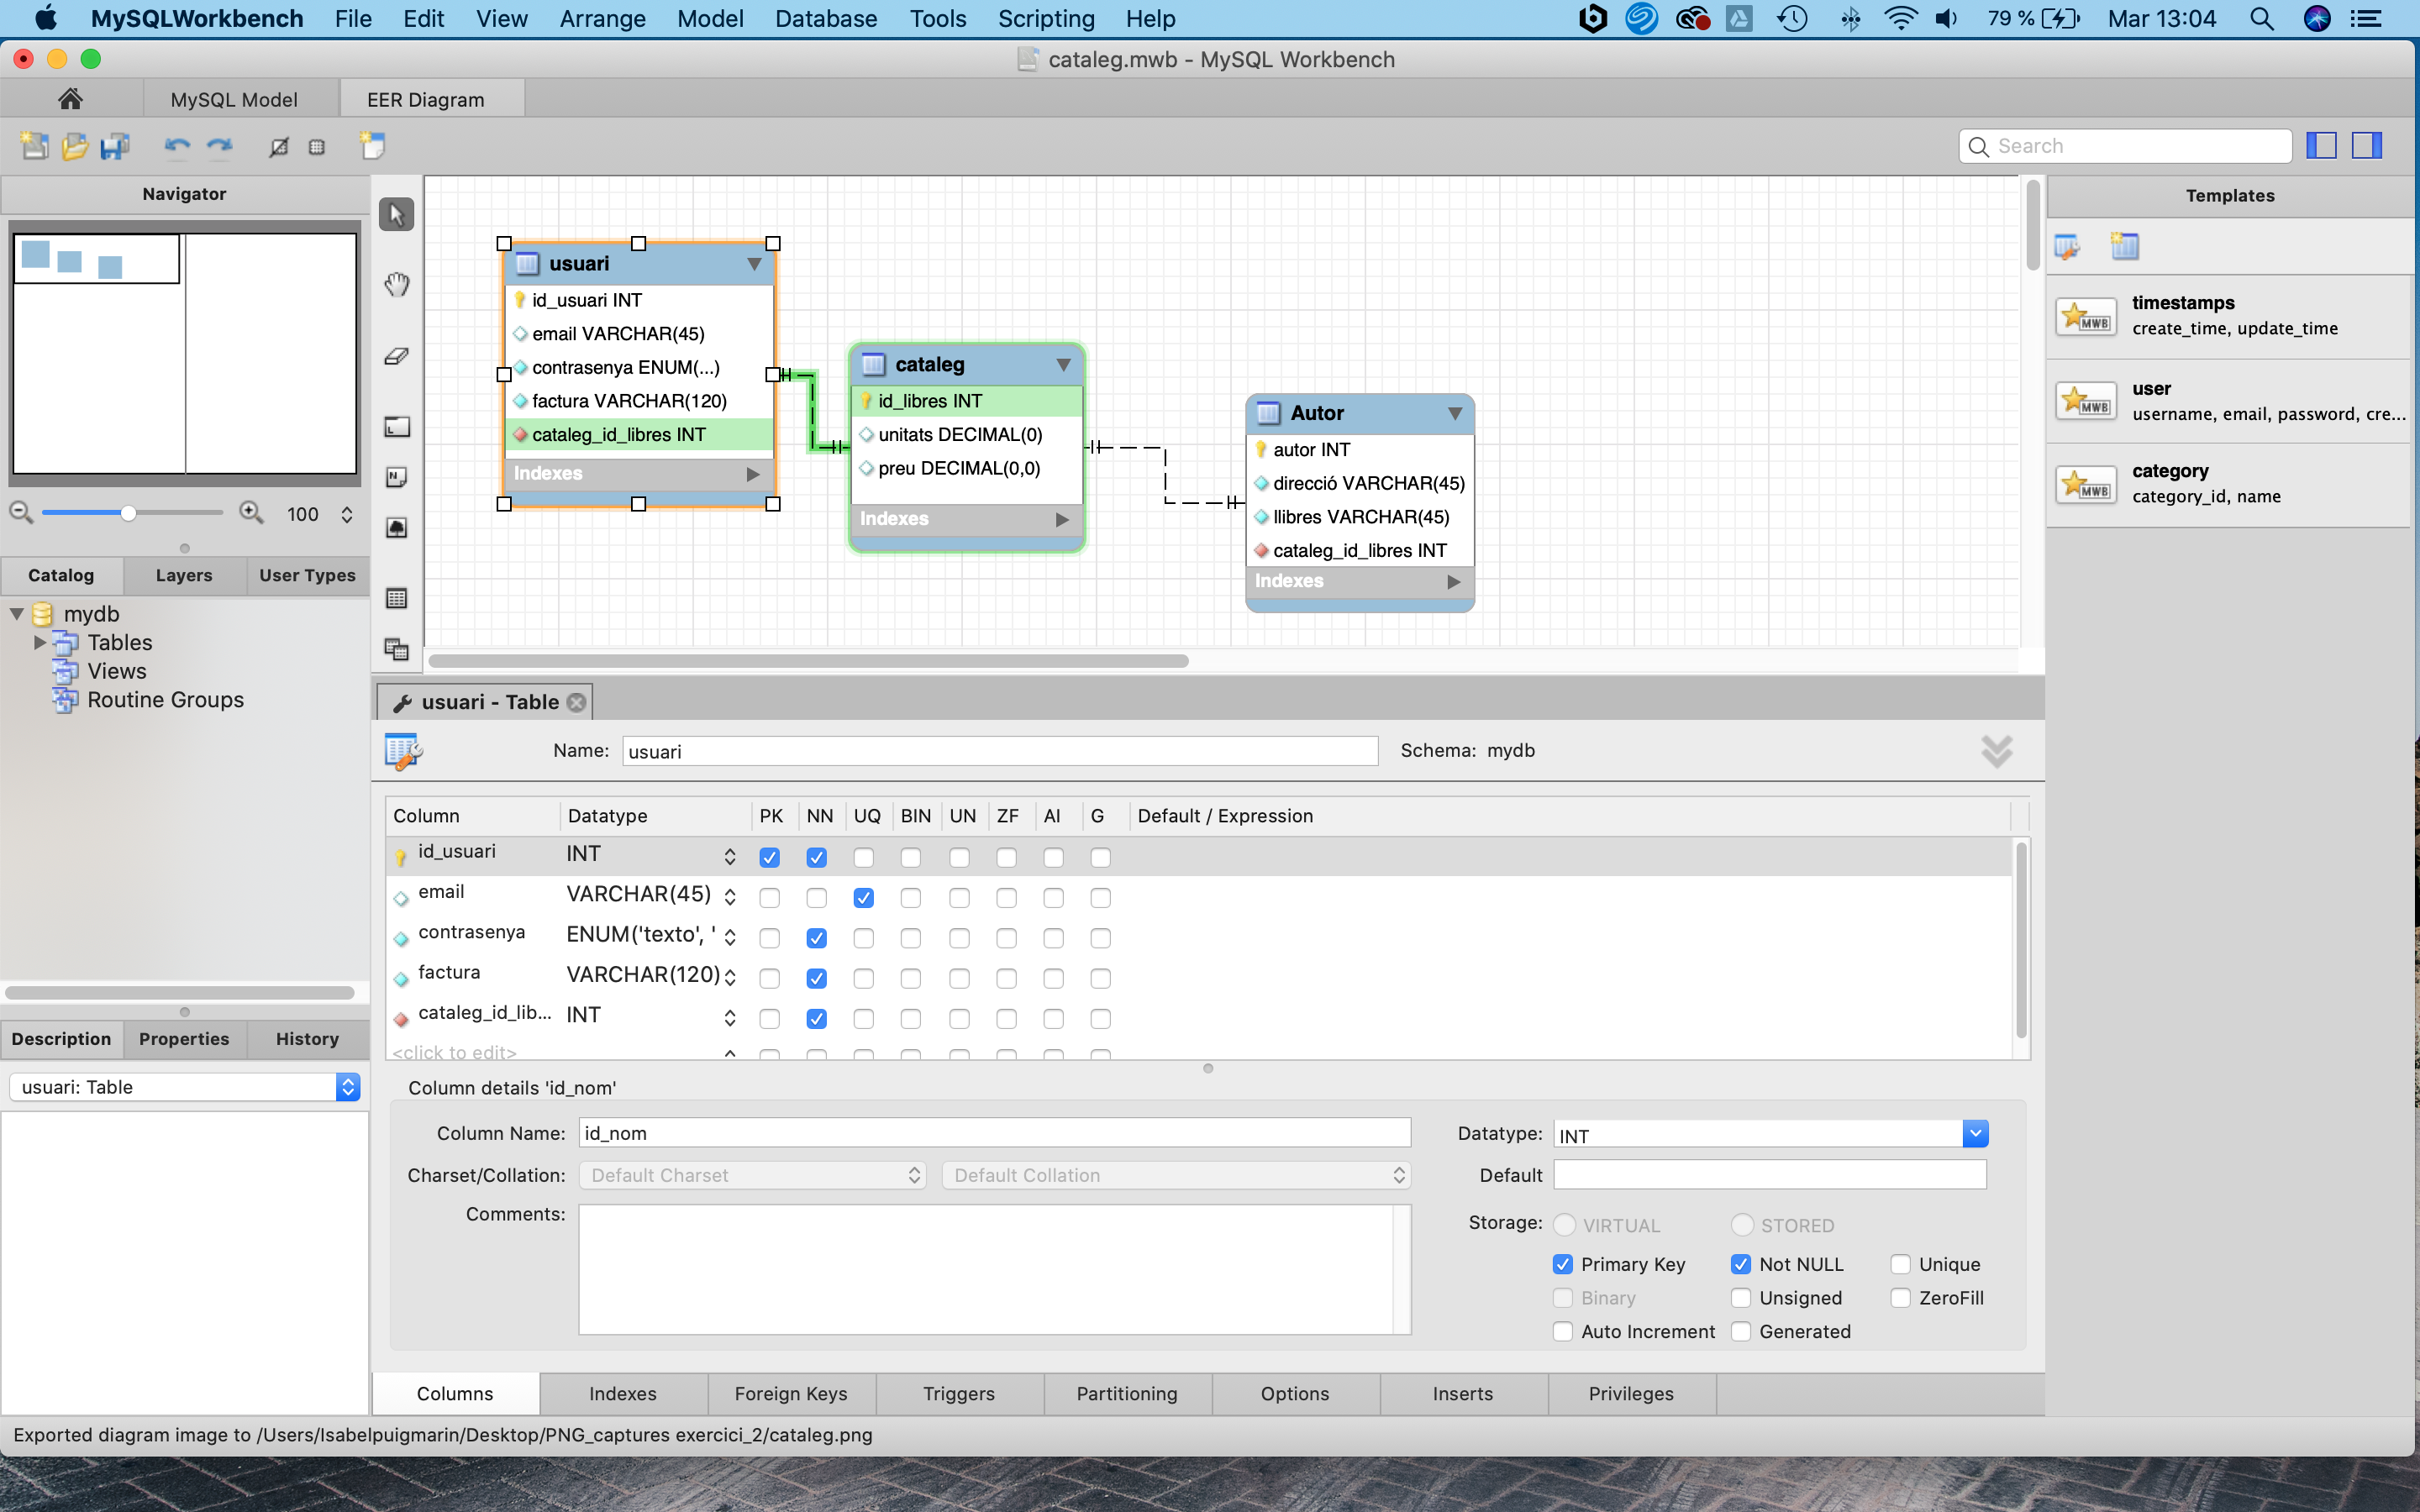 MySQLWorkbench File Edit View Arrange Model Database Tools Scripting Help 79 % Mar 13:04
cataleg.mwb - MySQL Workbench
MySQL Model EER Diagram
Search
Navigator
100
Catalog Layers User Types
mydb
Tables
Views
Routine Groups
Description Properties History
usuari: Table
usuari
id_usuari INT
email VARCHAR(45)
contrasenya ENUM(...)
factura VARCHAR(120)
cataleg_id_libres INT
Indexes
cataleg
id_libres INT
unitats DECIMAL(0)
preu DECIMAL(0,0)
Indexes
Autor
autor INT
direcció VARCHAR(45)
llibres VARCHAR(45)
cataleg_id_libres INT
Indexes
Templates
MWB
timestamps
create_time, update_time
MWB
user
username, email, password, cre...
MWB
category
category_id, name
usuari - Table
Name: usuari Schema: mydb
Column Datatype PK NN UQ BIN UN ZF AI G Default / Expression
id_usuari INT
email VARCHAR(45)
contrasenya ENUM('texto', '
factura VARCHAR(120)
cataleg_id_lib... INT
<click to edit>
Column details 'id_nom'
Column Name: id_nom Datatype: INT
Charset/Collation: Default Charset Default Collation Default
Comments: Storage: VIRTUAL STORED
Primary Key Not NULL Unique
Binary Unsigned ZeroFill
Auto Increment Generated
Columns Indexes Foreign Keys Triggers Partitioning Options Inserts Privileges
Exported diagram image to /Users/Isabelpuigmarin/Desktop/PNG_captures exercici_2/cataleg.png